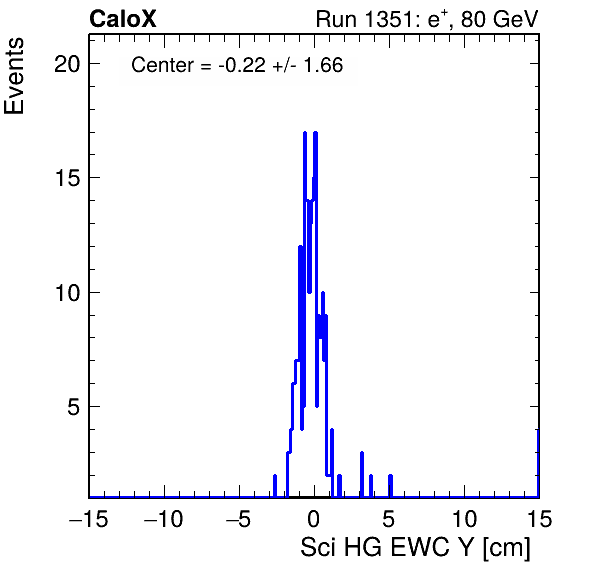 CaloX Run 1351: e⁺, 80 GeV
Events
Center = -0.22 +/- 1.66
20
15
10
5
−15 −10 −5 0 5 10 15
Sci HG EWC Y [cm]